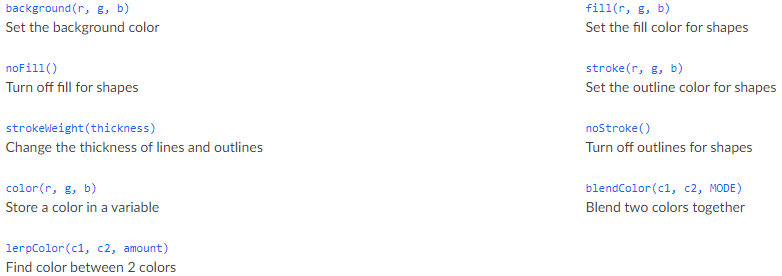 background(r, g, b)
Set the background color
fill(r, g, b)
Set the fill color for shapes
noFill()
Turn off fill for shapes
stroke(r, g, b)
Set the outline color for shapes
strokeWeight(thickness)
Change the thickness of lines and outlines
noStroke()
Turn off outlines for shapes
color(r, g, b)
Store a color in a variable
blendColor(c1, c2, MODE)
Blend two colors together
lerpColor(c1, c2, amount)
Find color between 2 colors